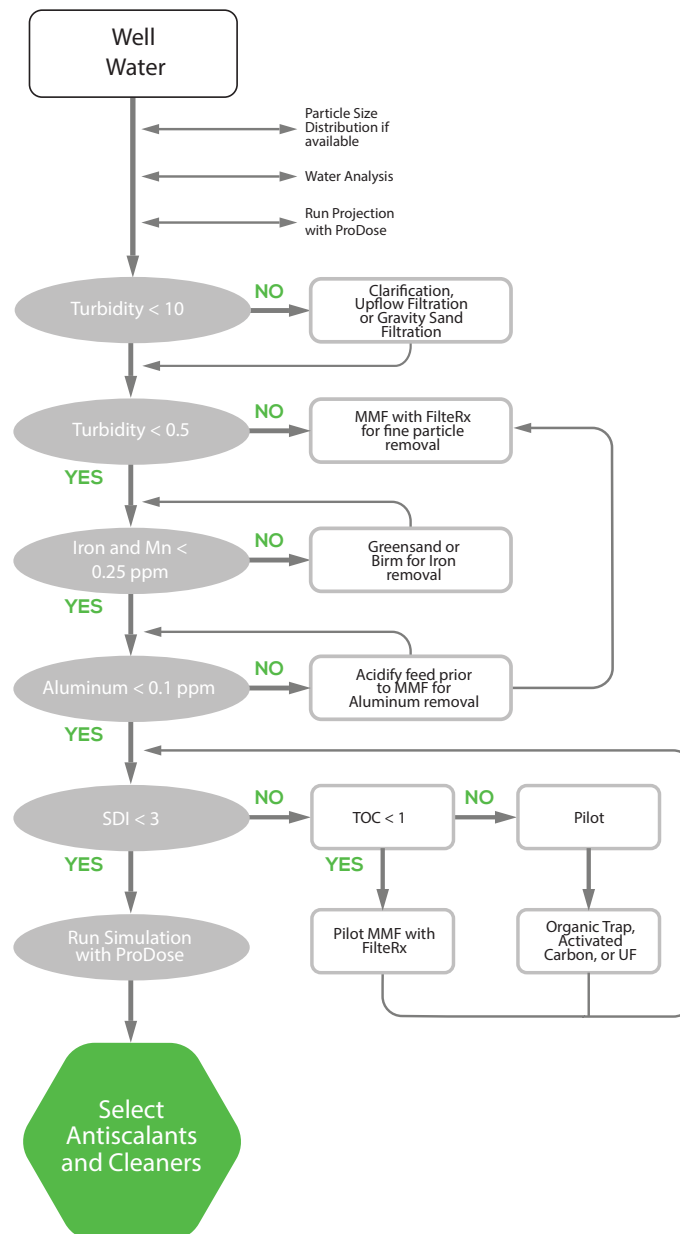 Well
Water
Particle Size
Distribution if
available
Water Analysis
Run Projection
with ProDose
Turbidity < 10
NO
Clarification,
Upflow Filtration
or Gravity Sand
Filtration
Turbidity < 0.5
NO
MMF with FilteRx
for fine particle
removal
YES
Iron and Mn <
0.25 ppm
NO
Greensand or
Birm for Iron
removal
YES
Aluminum < 0.1 ppm
NO
Acidify feed prior
to MMF for
Aluminum removal
YES
SDI < 3
NO
TOC < 1
NO
Pilot
YES
YES
Run Simulation
with ProDose
Pilot MMF with
FilteRx
Organic Trap,
Activated
Carbon, or UF
Select
Antiscalants
and Cleaners